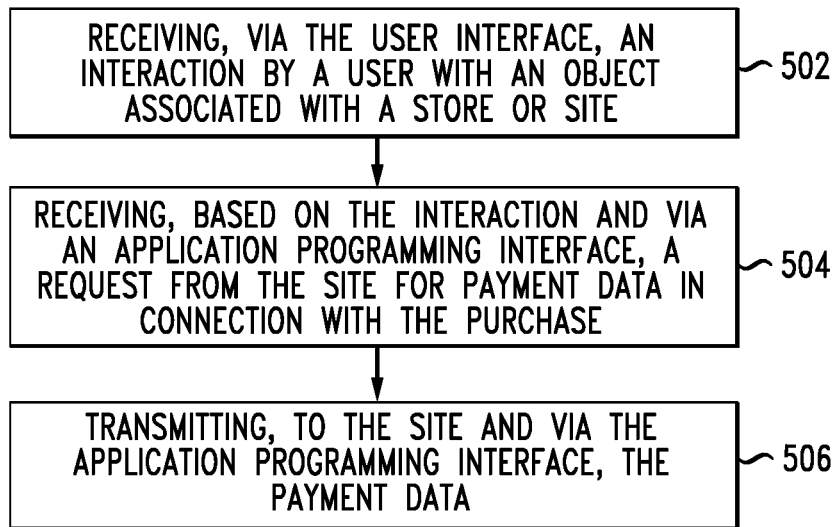 RECEIVING, VIA THE USER INTERFACE, AN
INTERACTION BY A USER WITH AN OBJECT
ASSOCIATED WITH A STORE OR SITE
502
RECEIVING, BASED ON THE INTERACTION AND VIA
AN APPLICATION PROGRAMMING INTERFACE, A
REQUEST FROM THE SITE FOR PAYMENT DATA IN
CONNECTION WITH THE PURCHASE
504
TRANSMITTING, TO THE SITE AND VIA THE
APPLICATION PROGRAMMING INTERFACE, THE
PAYMENT DATA
506